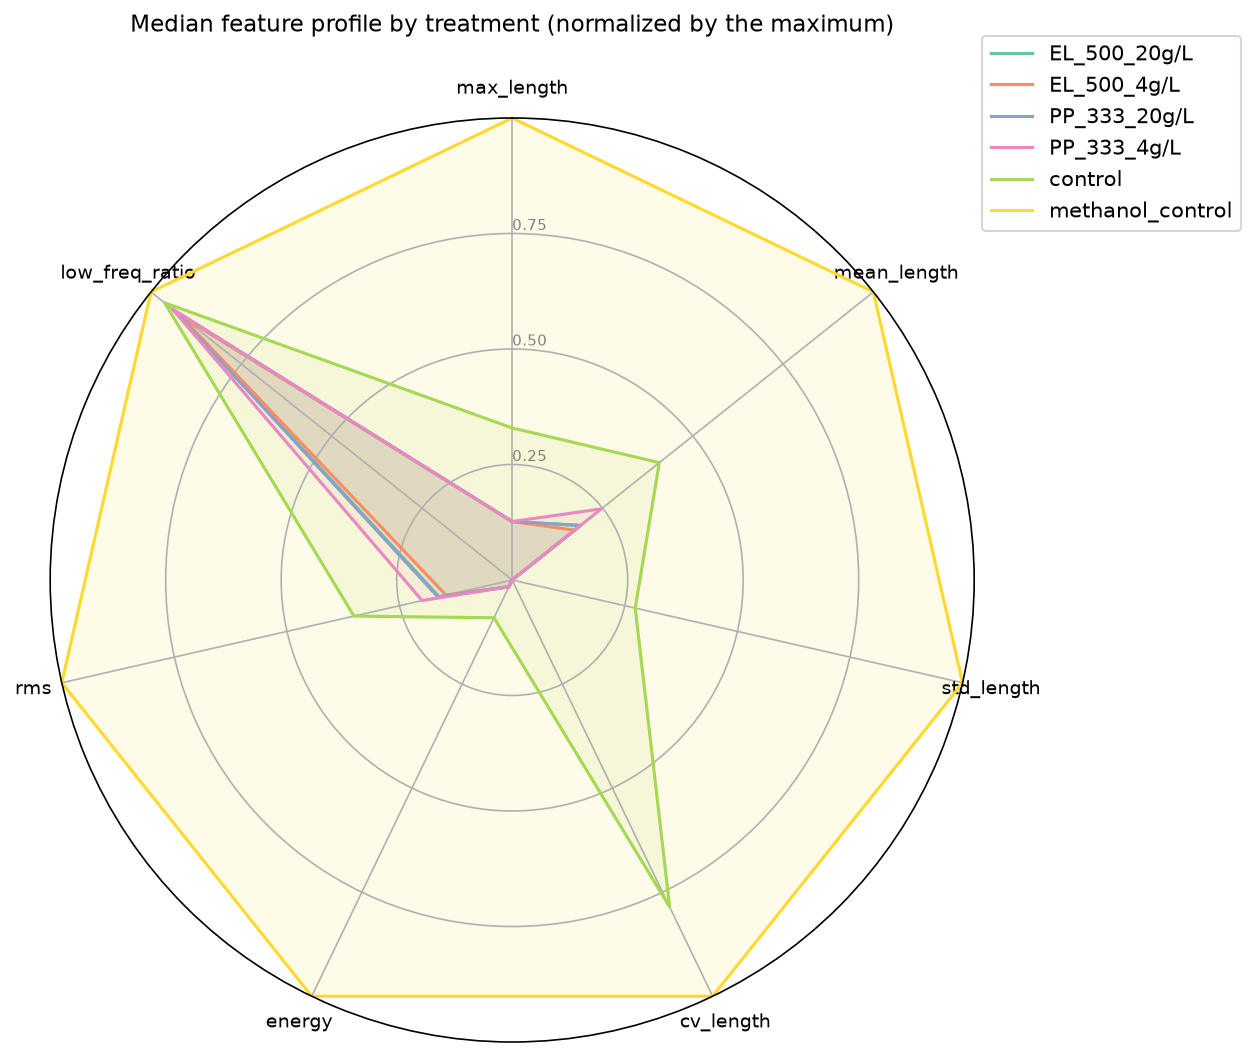 Median feature profile by treatment (normalized by the maximum)
EL_500_20g/L
EL_500_4g/L
PP_333_20g/L
PP_333_4g/L
control
methanol_control
max_length
0.75
low_freq_ratio
mean_length
0.50
0.25
rms
std_length
energy
cv_length